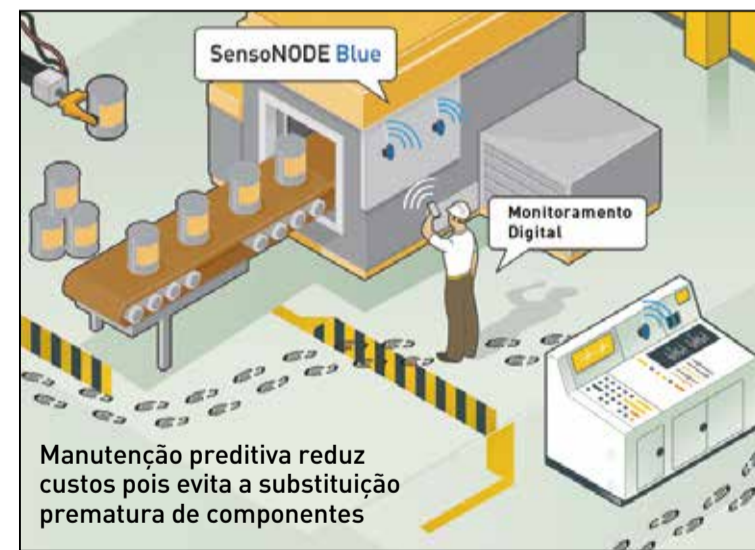 SensoNODE Blue
Monitoramento
Digital
Manutenção preditiva reduz
custos pois evita a substituição
prematura de componentes